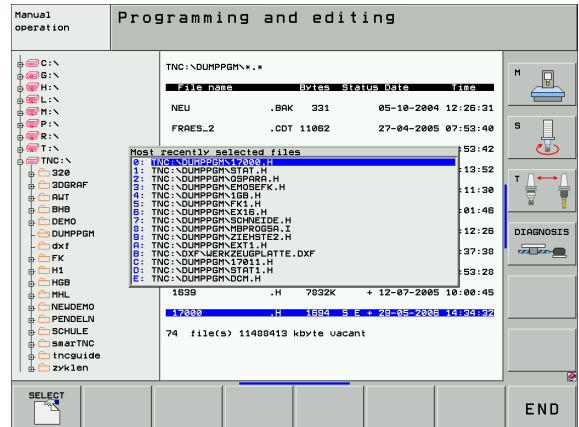 Manual
operation
Programming and editing
C:\
G:\
H:\
L:\
M:\
P:\
R:\
T:\
TNC:\
320
3DGRAF
AWT
BHB
DEMO
DUMPPGM
dxf
FK
H1
HGB
MHL
NEWDEMO
PENDELN
SCHULE
smarTNC
tncguide
zyklen
TNC:\DUMPPGM\*.*
File name Bytes Status Date Time
NEU .BAK 331 05-10-2004 12:26:31
FRAES_2 .CDT 11062 27-04-2005 07:53:40
:53:42
Most recently selected files
0: TNC:\DUMPPGM\17000.H
1: TNC:\DUMPPGM\STAT.H
2: TNC:\DUMPPGM\QSPARA.H
3: TNC:\DUMPPGM\EMOSEFK.H
4: TNC:\DUMPPGM\1GB.H
5: TNC:\DUMPPGM\FK1.H
6: TNC:\DUMPPGM\EX16.H
7: TNC:\DUMPPGM\SCHNEIDE.H
8: TNC:\DUMPPGM\MBPROG5A.I
9: TNC:\DUMPPGM\ZIEHSTE2.H
A: TNC:\DUMPPGM\EXT1.H
B: TNC:\DXF\WERKZEUGPLATTE.DXF
C: TNC:\DUMPPGM\17011.H
D: TNC:\DUMPPGM\STAT1.H
E: TNC:\DUMPPGM\DCM.H
:13:52
:11:30
:01:46
:12:26
:37:38
:53:28
1639 .H 7832K + 12-07-2005 10:00:45
17000 .H 1694 S E + 29-05-2006 14:34:32
74 file(s) 11488413 kbyte vacant
M
S
T
DIAGNOSIS
SELECT
END